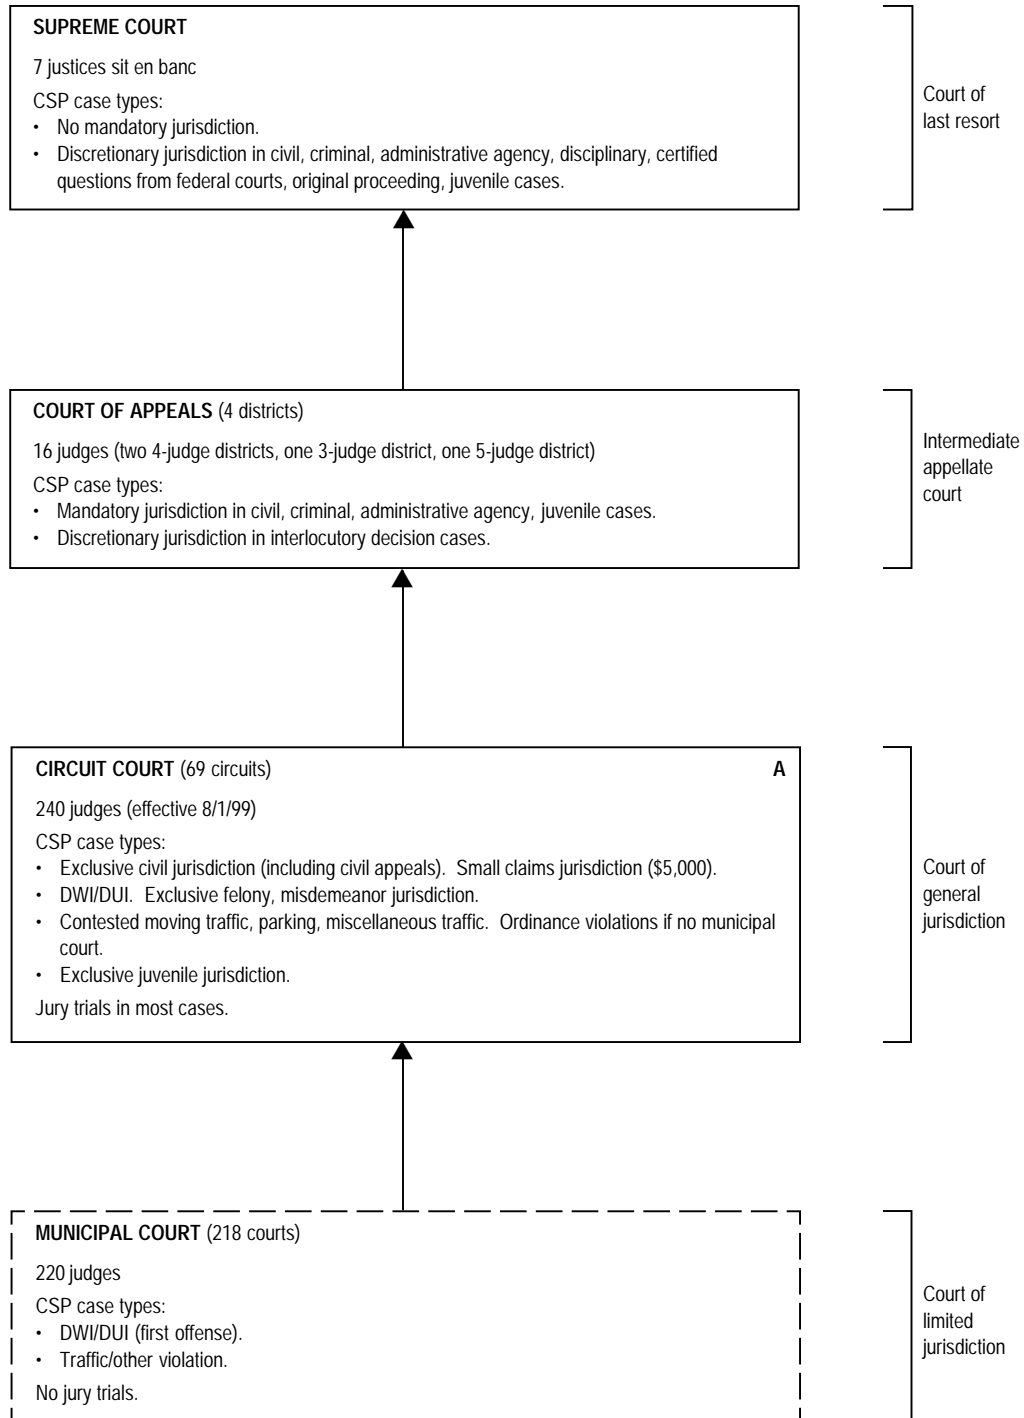 SUPREME COURT
7 justices sit en banc
CSP case types:
• No mandatory jurisdiction.
• Discretionary jurisdiction in civil, criminal, administrative agency, disciplinary, certified
questions from federal courts, original proceeding, juvenile cases.
Court of
last resort
COURT OF APPEALS (4 districts)
16 judges (two 4-judge districts, one 3-judge district, one 5-judge district)
CSP case types:
• Mandatory jurisdiction in civil, criminal, administrative agency, juvenile cases.
• Discretionary jurisdiction in interlocutory decision cases.
Intermediate
appellate
court
CIRCUIT COURT (69 circuits) A
240 judges (effective 8/1/99)
CSP case types:
• Exclusive civil jurisdiction (including civil appeals). Small claims jurisdiction ($5,000).
• DWI/DUI. Exclusive felony, misdemeanor jurisdiction.
• Contested moving traffic, parking, miscellaneous traffic. Ordinance violations if no municipal
court.
• Exclusive juvenile jurisdiction.
Jury trials in most cases.
Court of
general
jurisdiction
MUNICIPAL COURT (218 courts)
220 judges
CSP case types:
• DWI/DUI (first offense).
• Traffic/other violation.
No jury trials.
Court of
limited
jurisdiction